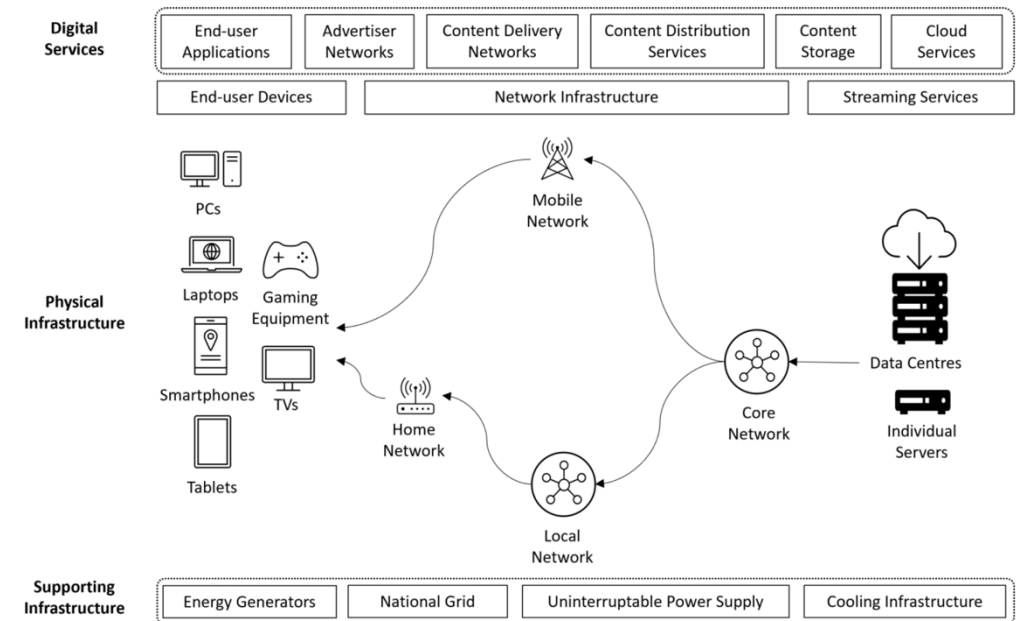 Digital
Services
End-user
Applications
Advertiser
Networks
Content Delivery
Networks
Content Distribution
Services
Content
Storage
Cloud
Services
End-user Devices
Network Infrastructure
Streaming Services
Physical
Infrastructure
PCs
Laptops
Gaming
Equipment
Smartphones
TVs
Tablets
Mobile
Network
Home
Network
Local
Network
Core
Network
Data Centres
Individual
Servers
Supporting
Infrastructure
Energy Generators
National Grid
Uninterruptable Power Supply
Cooling Infrastructure